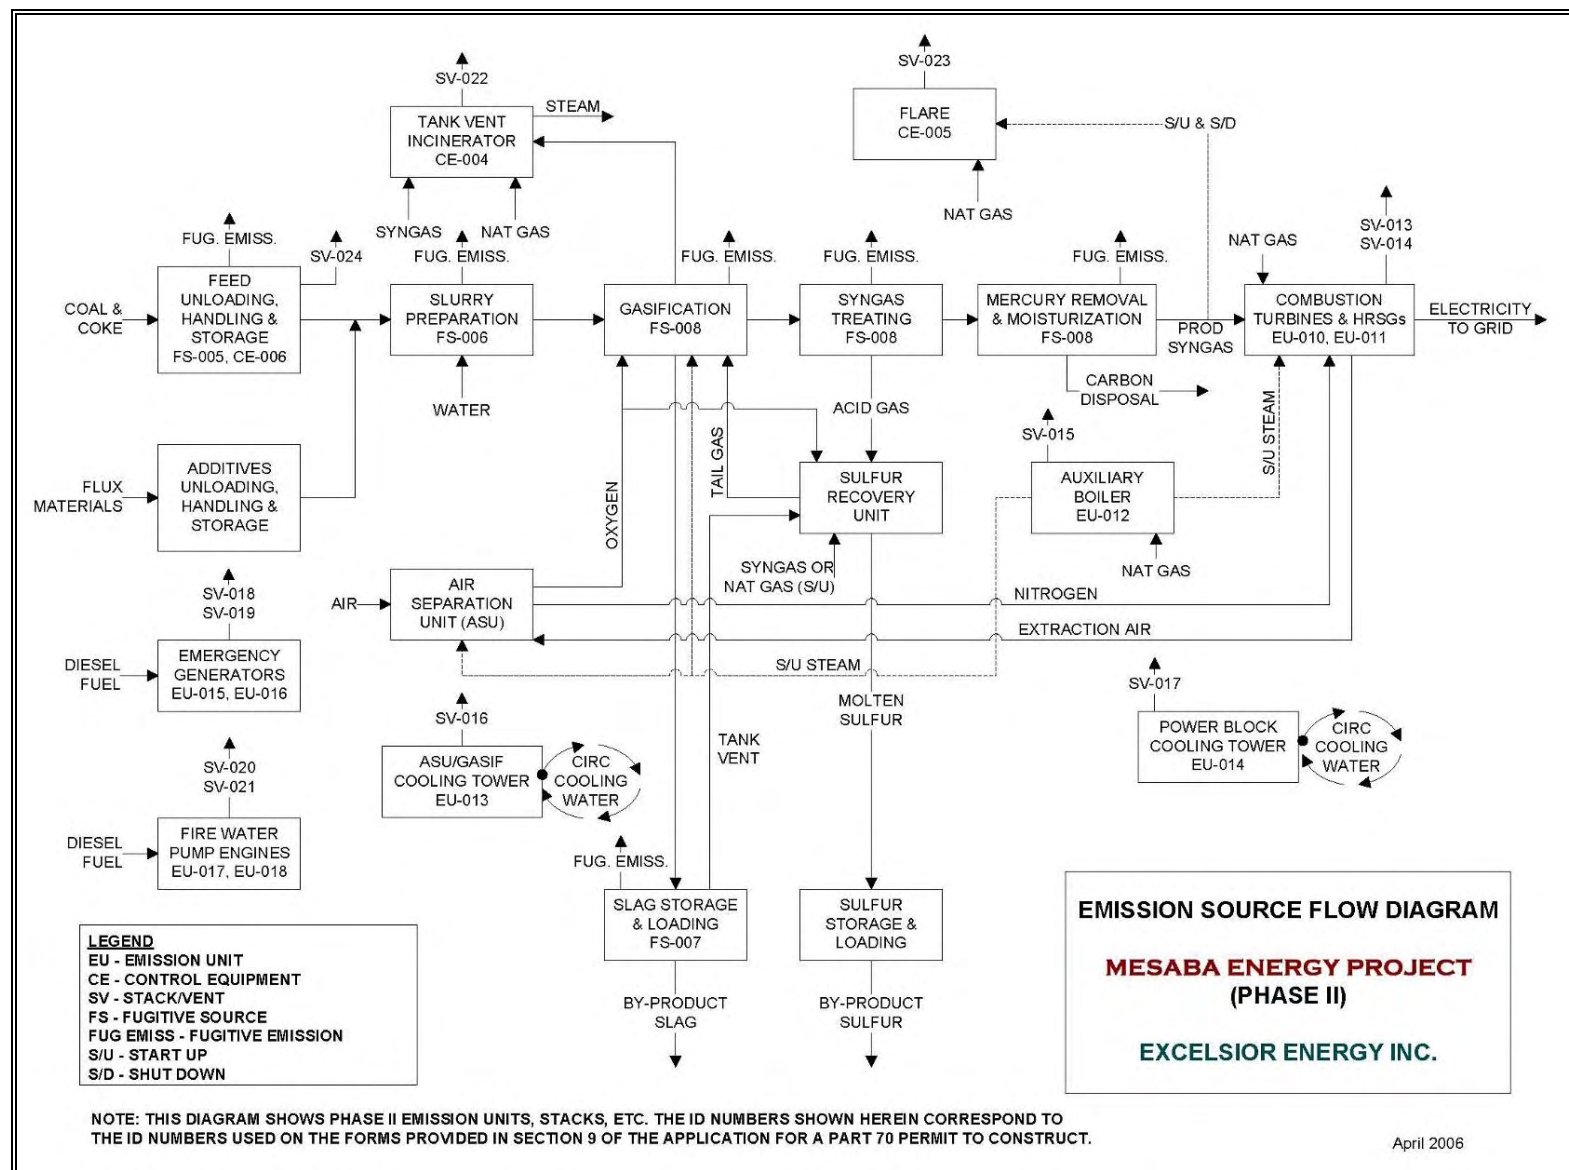 SV-022
SV-023
STEAM
TANK VENT
INCINERATOR
CE-004
FLARE
CE-005
S/U & S/D
SYNGAS
NAT GAS
NAT GAS
FUG. EMISS.
SV-024
FUG. EMISS.
FUG. EMISS.
FUG. EMISS.
FUG. EMISS.
NAT GAS
SV-013
SV-014
COAL &
COKE
FEED
UNLOADING,
HANDLING &
STORAGE
FS-005, CE-006
SLURRY
PREPARATION
FS-006
GASIFICATION
FS-008
SYNGAS
TREATING
FS-008
MERCURY REMOVAL
& MOISTURIZATION
FS-008
PROD
SYNGAS
COMBUSTION
TURBINES & HRSGs
EU-010, EU-011
ELECTRICITY
TO GRID
WATER
ACID GAS
CARBON
DISPOSAL
S/U STEAM
FLUX
MATERIALS
ADDITIVES
UNLOADING,
HANDLING &
STORAGE
OXYGEN
TAIL GAS
SULFUR
RECOVERY
UNIT
SV-015
AUXILIARY
BOILER
EU-012
SYNGAS OR
NAT GAS (S/U)
NAT GAS
AIR
AIR
SEPARATION
UNIT (ASU)
NITROGEN
EXTRACTION AIR
S/U STEAM
SV-018
SV-019
DIESEL
FUEL
EMERGENCY
GENERATORS
EU-015, EU-016
SV-016
ASU/GASIF
COOLING TOWER
EU-013
CIRC
COOLING
WATER
TANK
VENT
MOLTEN
SULFUR
SV-017
POWER BLOCK
COOLING TOWER
EU-014
CIRC
COOLING
WATER
SV-020
SV-021
DIESEL
FUEL
FIRE WATER
PUMP ENGINES
EU-017, EU-018
FUG. EMISS.
SLAG STORAGE
& LOADING
FS-007
SULFUR
STORAGE &
LOADING
BY-PRODUCT
SLAG
BY-PRODUCT
SULFUR
EMISSION SOURCE FLOW DIAGRAM
MESABA ENERGY PROJECT
(PHASE II)
EXCELSIOR ENERGY INC.
LEGEND
EU - EMISSION UNIT
CE - CONTROL EQUIPMENT
SV - STACK/VENT
FS - FUGITIVE SOURCE
FUG EMISS - FUGITIVE EMISSION
S/U - START UP
S/D - SHUT DOWN
NOTE: THIS DIAGRAM SHOWS PHASE II EMISSION UNITS, STACKS, ETC. THE ID NUMBERS SHOWN HEREIN CORRESPOND TO
THE ID NUMBERS USED ON THE FORMS PROVIDED IN SECTION 9 OF THE APPLICATION FOR A PART 70 PERMIT TO CONSTRUCT.
April 2006